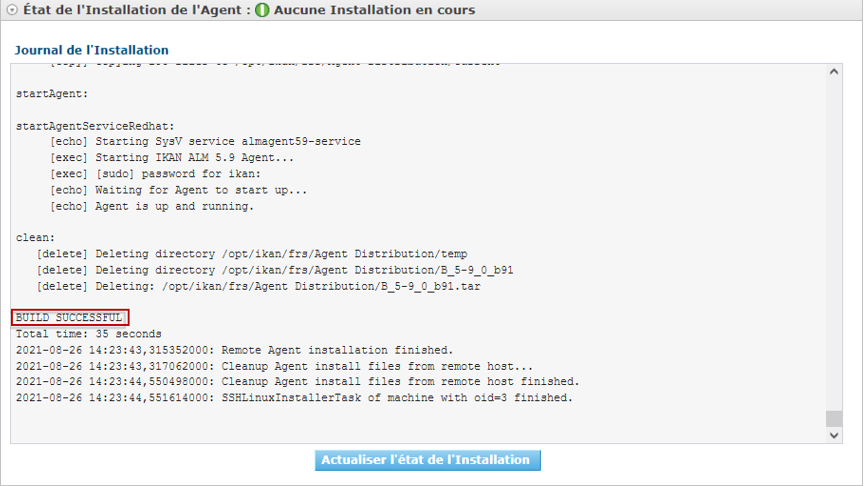 État de l'Installation de l'Agent : Aucune Installation en cours
Journal de l'Installation
startAgent:
startAgentServiceRedhat:
[echo] Starting SysV service almagent59-service
[exec] Starting IKAN ALM 5.9 Agent...
[exec] [sudo] password for ikan:
[echo] Waiting for Agent to start up...
[echo] Agent is up and running.
clean:
[delete] Deleting directory /opt/ikan/frs/Agent Distribution/temp
[delete] Deleting directory /opt/ikan/frs/Agent Distribution/B_5-9_0_b91
[delete] Deleting: /opt/ikan/frs/Agent Distribution/B_5-9_0_b91.tar
BUILD SUCCESSFUL
Total time: 35 seconds
2021-08-26 14:23:43,315352000: Remote Agent installation finished.
2021-08-26 14:23:43,317062000: Cleanup Agent install files from remote host...
2021-08-26 14:23:44,550498000: Cleanup Agent install files from remote host finished.
2021-08-26 14:23:44,551614000: SSHLinuxInstallerTask of machine with oid=3 finished.
Actualiser l'état de l'Installation